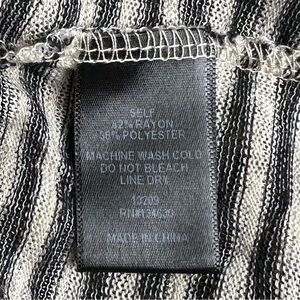 SELF
62% RAYON
38% POLYESTER
MACHINE WASH COLD
DO NOT BLEACH
LINE DRY
MADE IN CHINA